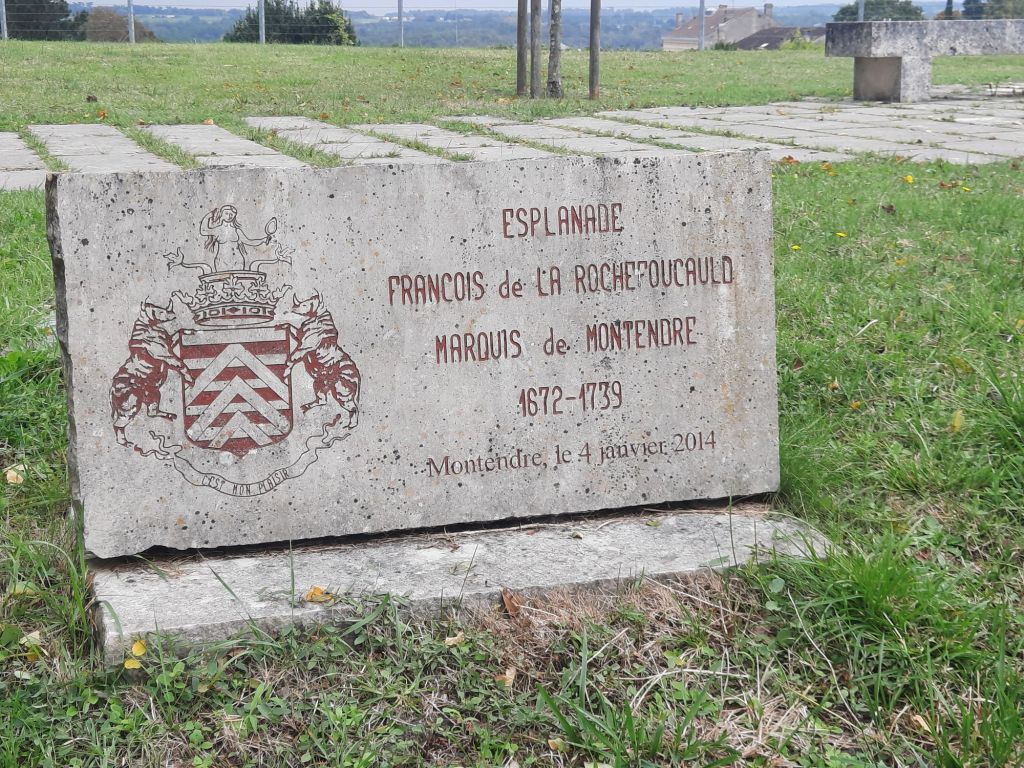 ESPLANADE
FRANCOIS de LA ROCHEFOUCAULD
MARQUIS de MONTENDRE
1672-1739
Montendre, le 4 janvier 2014
C'EST MON PLAISIR